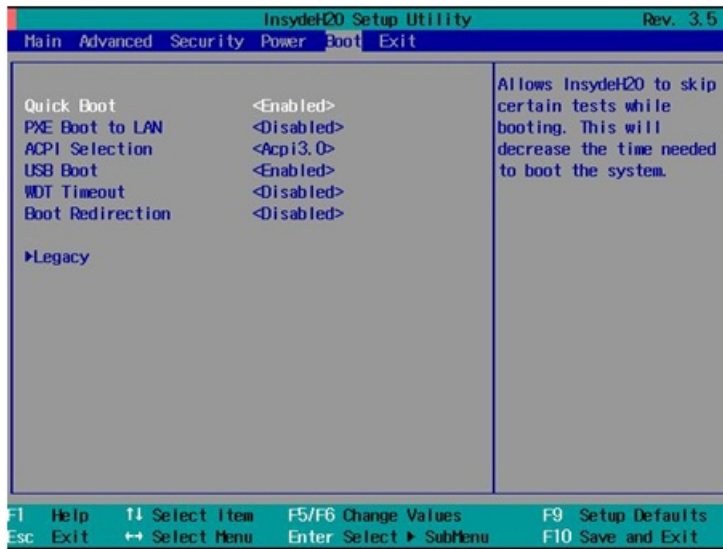 InsydeH2O Setup Utility Rev. 3.5
Main Advanced Security Power Boot Exit
Quick Boot <Enabled>
PXE Boot to LAN <Disabled>
ACPI Selection <Acpi3.0>
USB Boot <Enabled>
WDT Timeout <Disabled>
Boot Redirection <Disabled>
▶Legacy
Allows InsydeH2O to skip
certain tests while
booting. This will
decrease the time needed
to boot the system.
F1 Help ↑↓ Select Item F5/F6 Change Values F9 Setup Defaults
Esc Exit ↔ Select Menu Enter Select ▶ SubMenu F10 Save and Exit